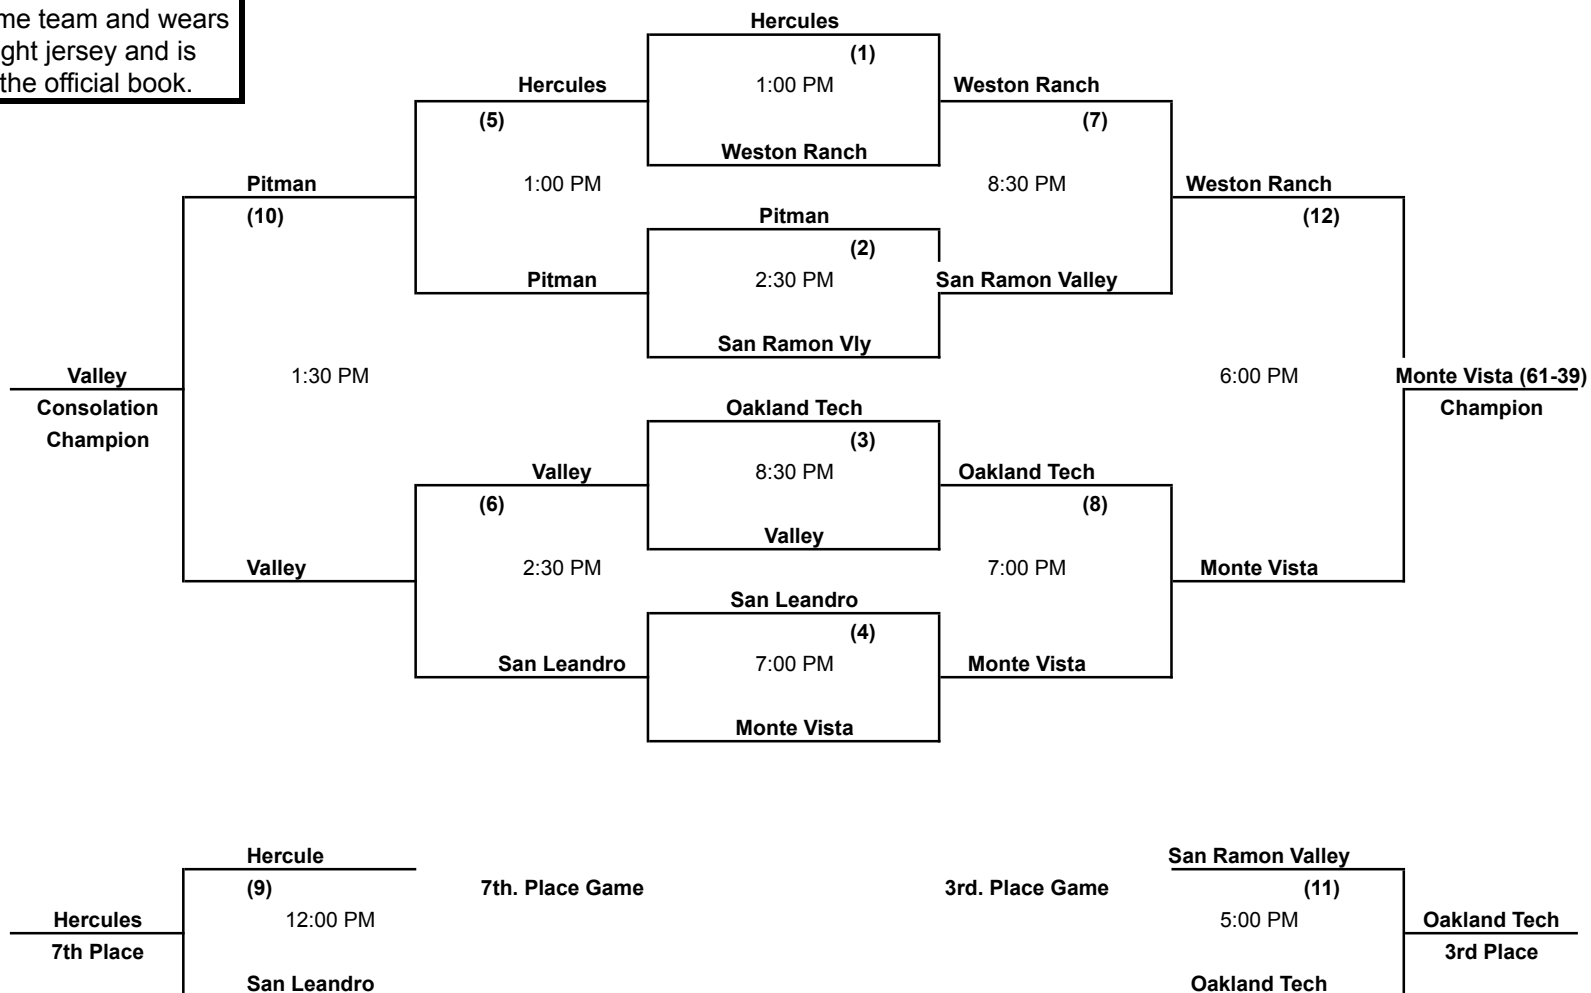 me team and wears
ght jersey and is
the official book.
Hercules
(1)
Hercules
1:00 PM
Weston Ranch
(5)
(7)
Weston Ranch
Pitman
1:00 PM
8:30 PM
Weston Ranch
(10)
Pitman
(12)
(2)
Pitman
2:30 PM
San Ramon Valley
San Ramon Vly
Valley
1:30 PM
6:00 PM
Monte Vista (61-39)
Consolation
Oakland Tech
Champion
Champion
(3)
Valley
8:30 PM
Oakland Tech
(6)
(8)
Valley
Valley
2:30 PM
7:00 PM
Monte Vista
San Leandro
(4)
San Leandro
7:00 PM
Monte Vista
Monte Vista
Hercule
San Ramon Valley
(9)
7th. Place Game
3rd. Place Game
(11)
Hercules
12:00 PM
5:00 PM
Oakland Tech
7th Place
3rd Place
San Leandro
Oakland Tech